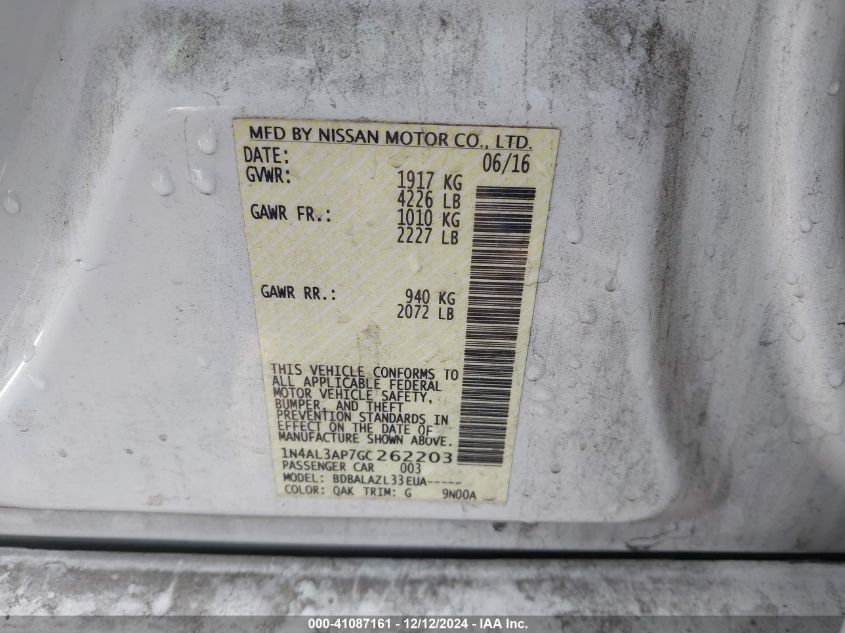 MFD BY NISSAN MOTOR CO., LTD.
DATE: 06/16
GVWR: 1917 KG
4226 LB
GAWR FR.: 1010 KG
2227 LB
GAWR RR.: 940 KG
2072 LB
THIS VEHICLE CONFORMS TO
ALL APPLICABLE FEDERAL
MOTOR VEHICLE SAFETY,
BUMPER, AND THEFT
PREVENTION STANDARDS IN
EFFECT ON THE DATE OF
MANUFACTURE SHOWN ABOVE.
1N4AL3AP7GC262203
PASSENGER CAR 003
MODEL: BDBALAZL33EUA-----
COLOR: QAK TRIM: G 9N00A
000-41087161 - 12/12/2024 - IAA Inc.